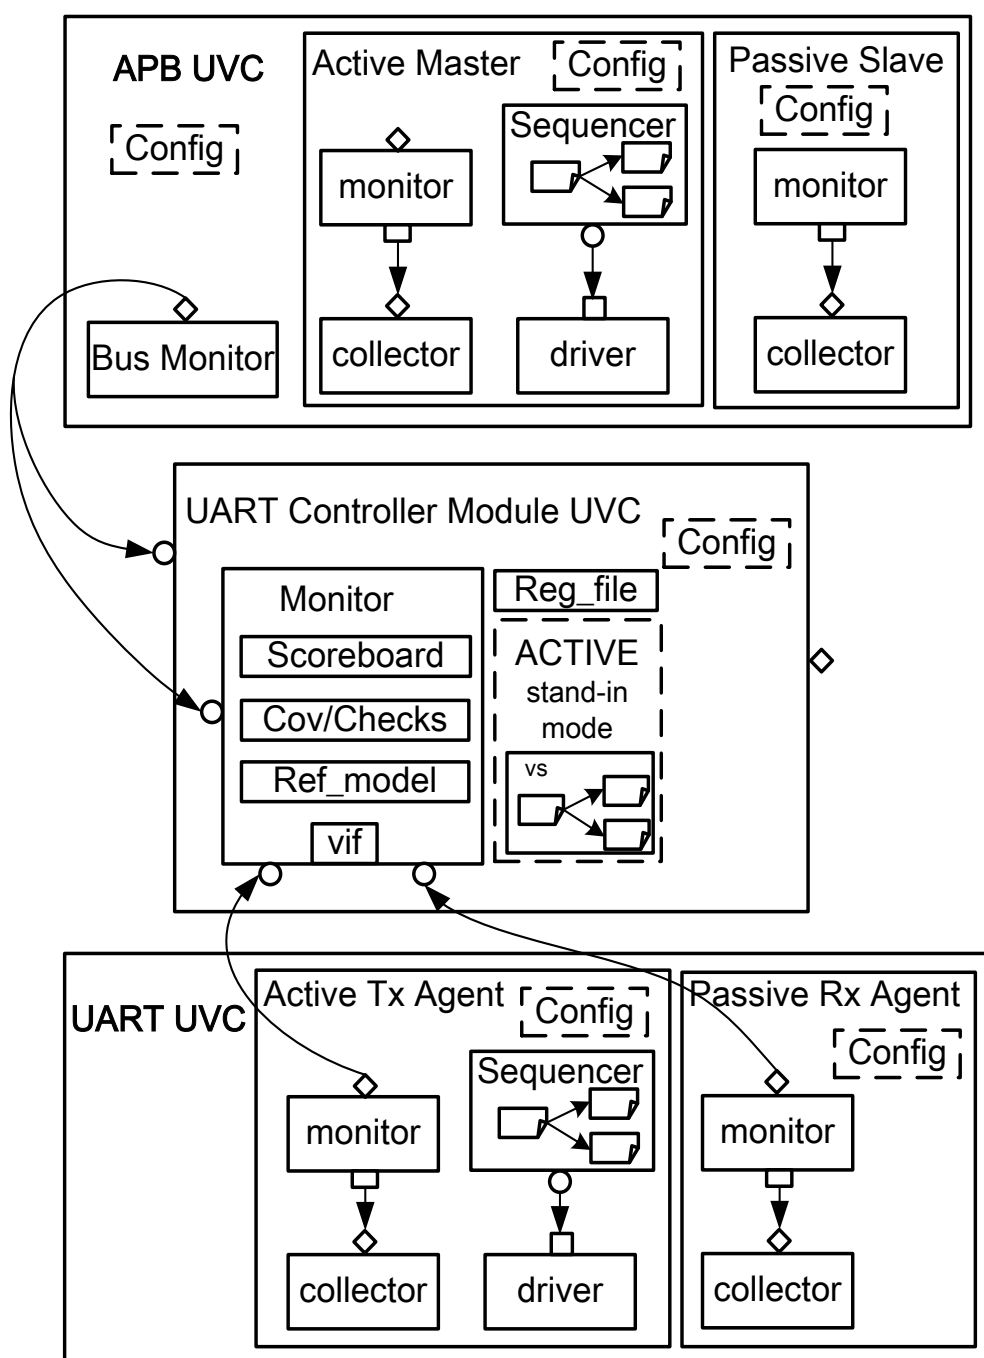 APB UVC
Config
Bus Monitor
Active Master
Config
monitor
collector
Sequencer
driver
Passive Slave
Config
monitor
collector
UART Controller Module UVC
Config
Monitor
Scoreboard
Cov/Checks
Ref_model
vif
Reg_file
ACTIVE
stand-in
mode
vs
UART UVC
Active Tx Agent
Config
monitor
collector
Sequencer
driver
Passive Rx Agent
Config
monitor
collector